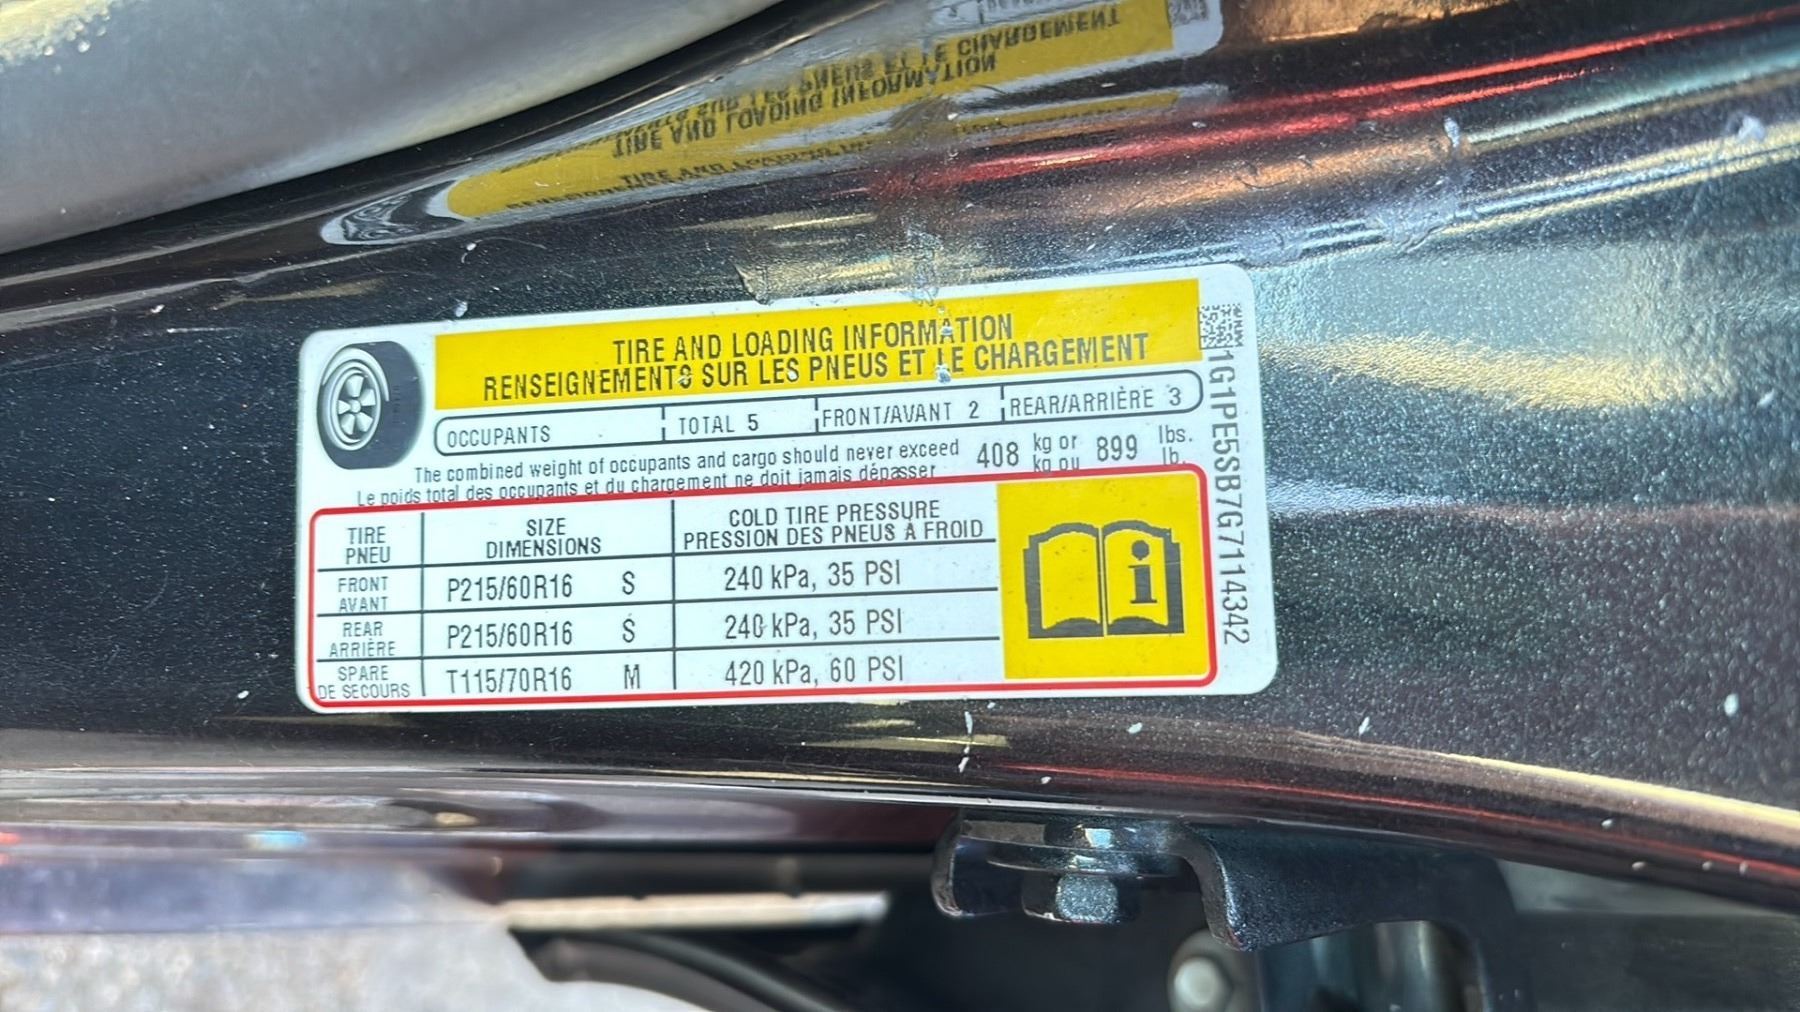 TIRE AND LOADING INFORMATION
RENSEIGNEMENTS SUR LES PNEUS ET LE CHARGEMENT
OCCUPANTS TOTAL 5 FRONT/AVANT 2 REAR/ARRIÈRE 3
The combined weight of occupants and cargo should never exceed 408 kg or 899 lbs.
Le poids total des occupants et du chargement ne doit jamais dépasser kg ou lb.
TIRE
PNEU
SIZE
DIMENSIONS
COLD TIRE PRESSURE
PRESSION DES PNEUS À FROID
FRONT
AVANT
P215/60R16 S 240 kPa, 35 PSI
REAR
ARRIÈRE
P215/60R16 S 240 kPa, 35 PSI
SPARE
DE SECOURS
T115/70R16 M 420 kPa, 60 PSI
i
1G1PE5SB7G7114342